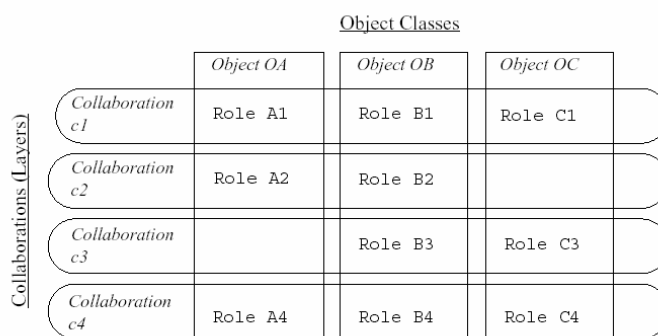 Object Classes
Object OA Object OB Object OC
Collaboration
c1
Role A1 Role B1 Role C1
Collaboration
c2
Role A2 Role B2
Collaboration
c3
Role B3 Role C3
Collaboration
c4
Role A4 Role B4 Role C4
Collaborations (Layers)